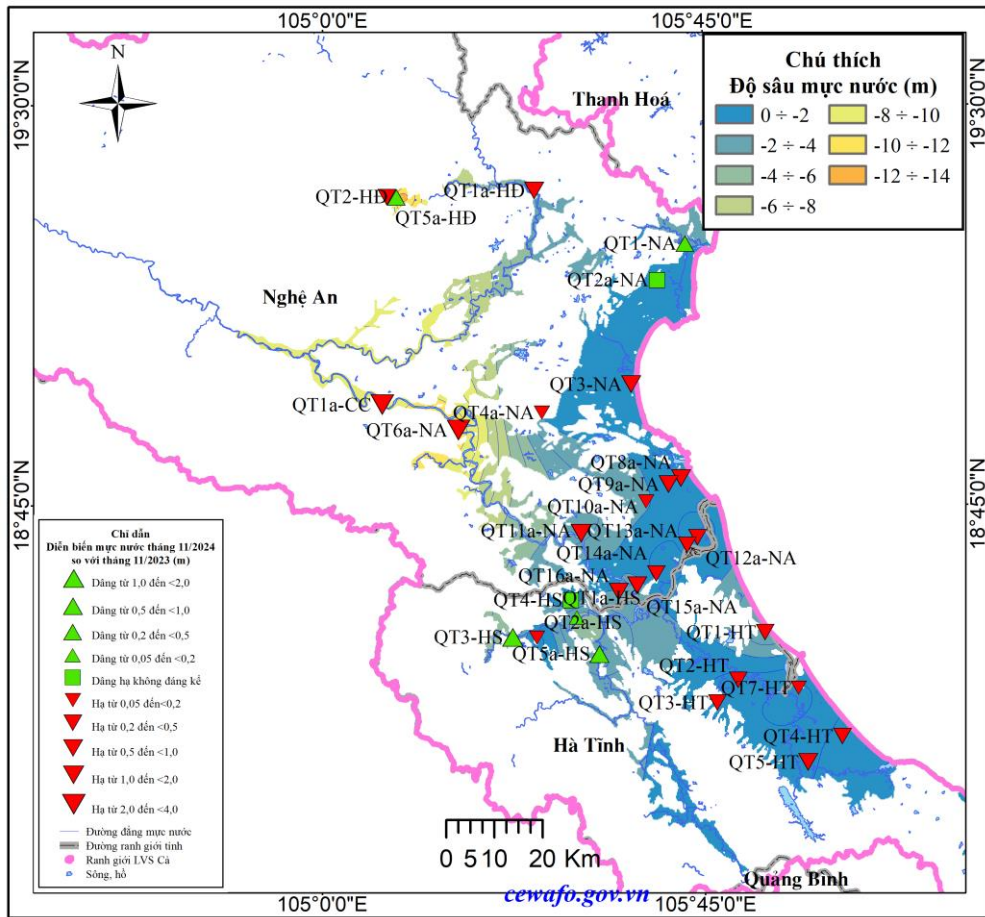 105°0'0"E
105°45'0"E
N
Thanh Hoá
Chú thích
Độ sâu mực nước (m)
0 ÷ -2
-8 ÷ -10
-2 ÷ -4
-10 ÷ -12
-4 ÷ -6
-12 ÷ -14
-6 ÷ -8
19°30'0"N
19°30'0"N
QT2-HĐ
QT1a-HĐ
QT5a-HĐ
QT1-NA
QT2a-NA
Nghệ An
QT3-NA
QT1a-CC
QT4a-NA
QT6a-NA
QT8a-NA
QT9a-NA
QT10a-NA
18°45'0"N
18°45'0"N
QT11a-NA
QT13a-NA
QT14a-NA
QT12a-NA
QT16a-NA
QT1a-HS
QT4-HS
QT15a-NA
QT2a-HS
QT3-HS
QT1-HT
QT5a-HS
QT2-HT
QT7-HT
QT3-HT
QT4-HT
Hà Tĩnh
QT5-HT
Chỉ dẫn
Diễn biến mực nước tháng 11/2024
so với tháng 11/2023 (m)
Dâng từ 1,0 đến <2,0
Dâng từ 0,5 đến <1,0
Dâng từ 0,2 đến <0,5
Dâng từ 0,05 đến <0,2
Dâng hạ không đáng kể
Hạ từ 0,05 đến<0,2
Hạ từ 0,2 đến <0,5
Hạ từ 0,5 đến <1,0
Hạ từ 1,0 đến <2,0
Hạ từ 2,0 đến <4,0
Đường đẳng mực nước
Đường ranh giới tỉnh
Ranh giới LVS Cả
Sông, hồ
0 5 10 20 Km
Quảng Bình
cewafo.gov.vn
105°0'0"E
105°45'0"E